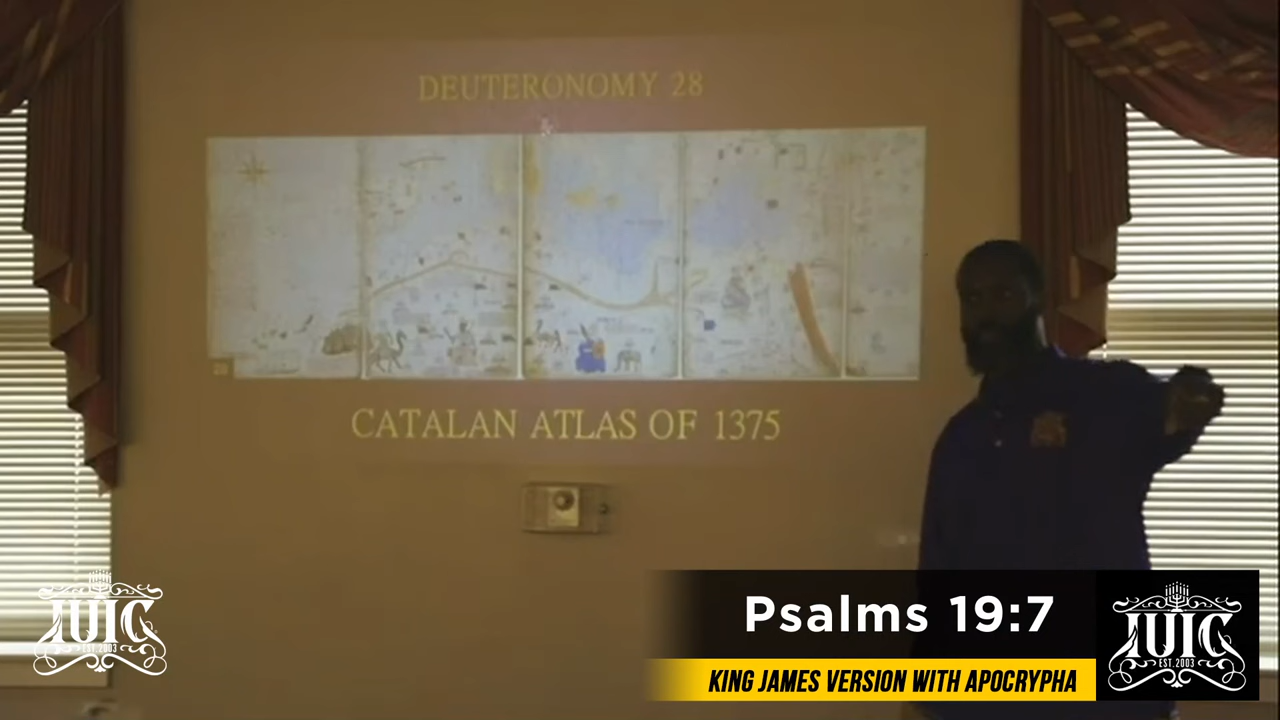 DEUTERONOMY 28
CATALAN ATLAS OF 1375
Psalms 19:7
KING JAMES VERSION WITH APOCRYPHA
IUIC
EST.2003
IUIC
EST.2003